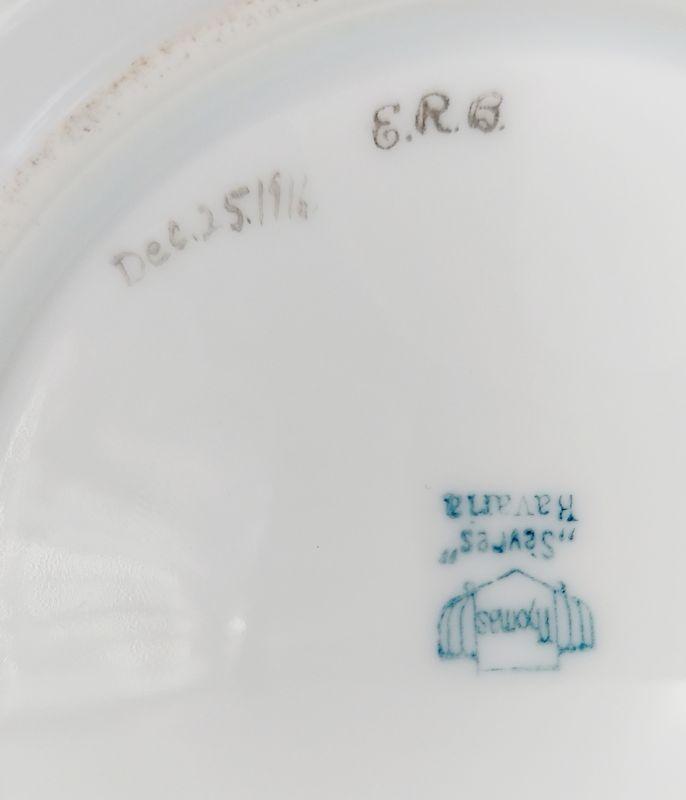 E.R.B.
Dec. 25. 1916
Thomas
„Sèvres"
Bavaria